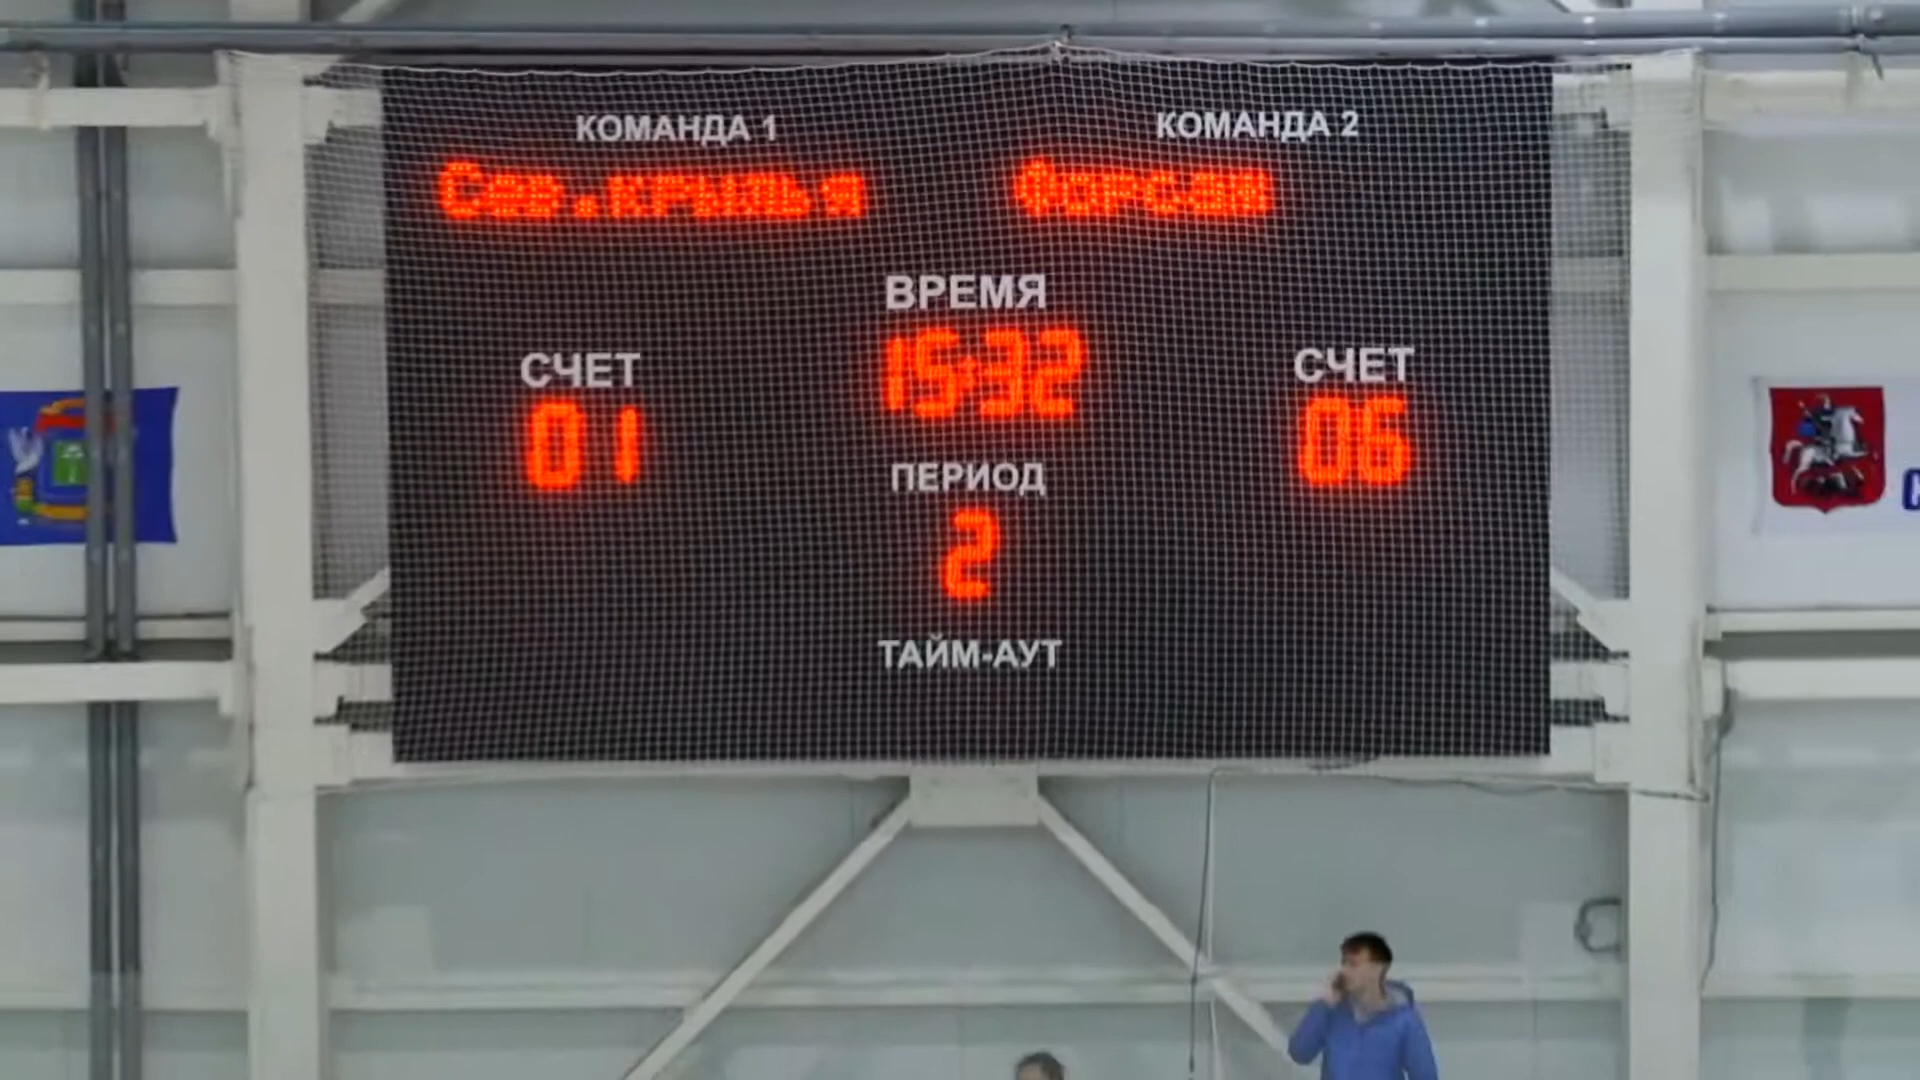 КОМАНДА 1
КОМАНДА 2
Сев.крылья
Форсаж
ВРЕМЯ
15:32
СЧЕТ
СЧЕТ
01
06
ПЕРИОД
2
ТАЙМ-АУТ